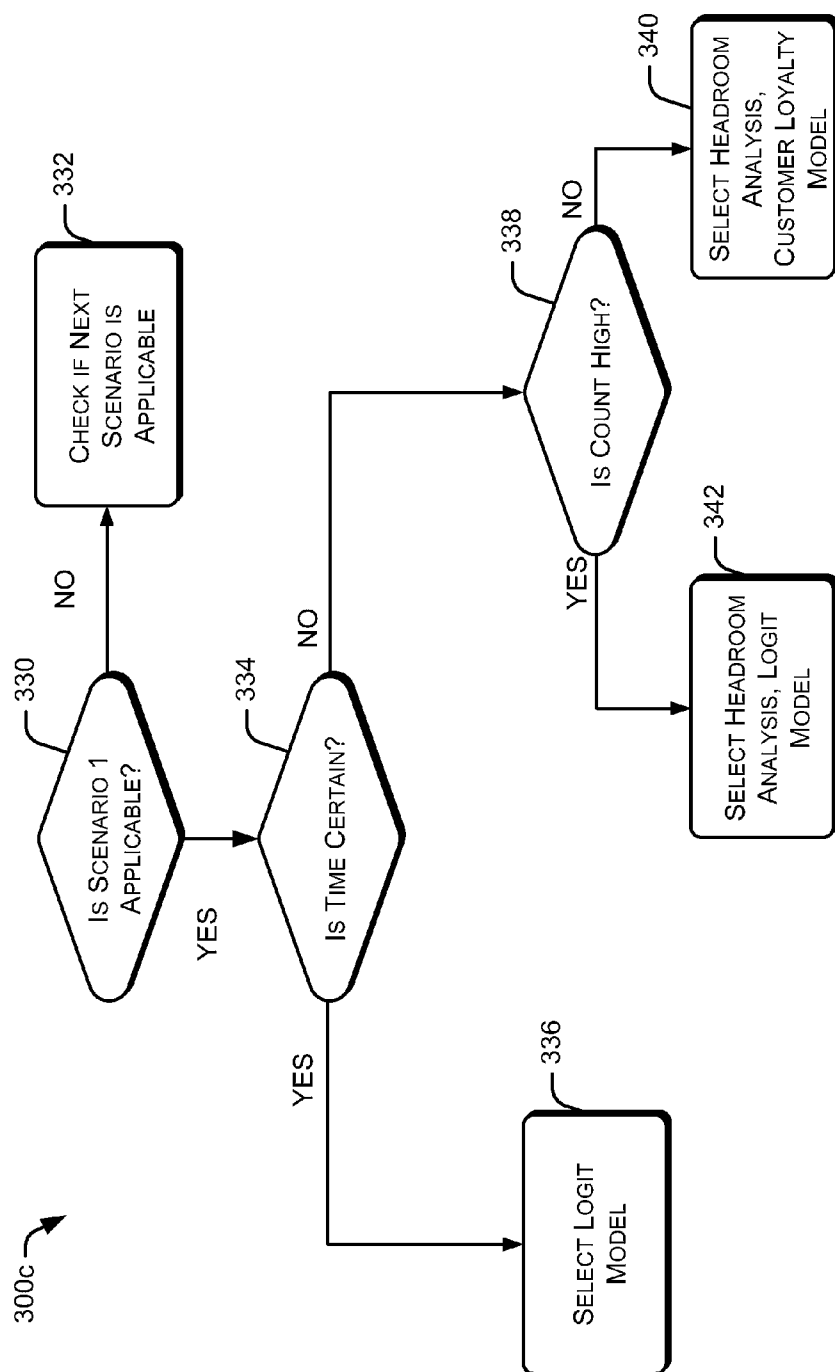 300c
330
IS SCENARIO 1
APPLICABLE?
NO
332
CHECK IF NEXT
SCENARIO IS
APPLICABLE
YES
334
IS TIME CERTAIN?
YES
NO
336
SELECT LOGIT
MODEL
338
IS COUNT HIGH?
YES
NO
342
SELECT HEADROOM
ANALYSIS, LOGIT
MODEL
340
SELECT HEADROOM
ANALYSIS,
CUSTOMER LOYALTY
MODEL